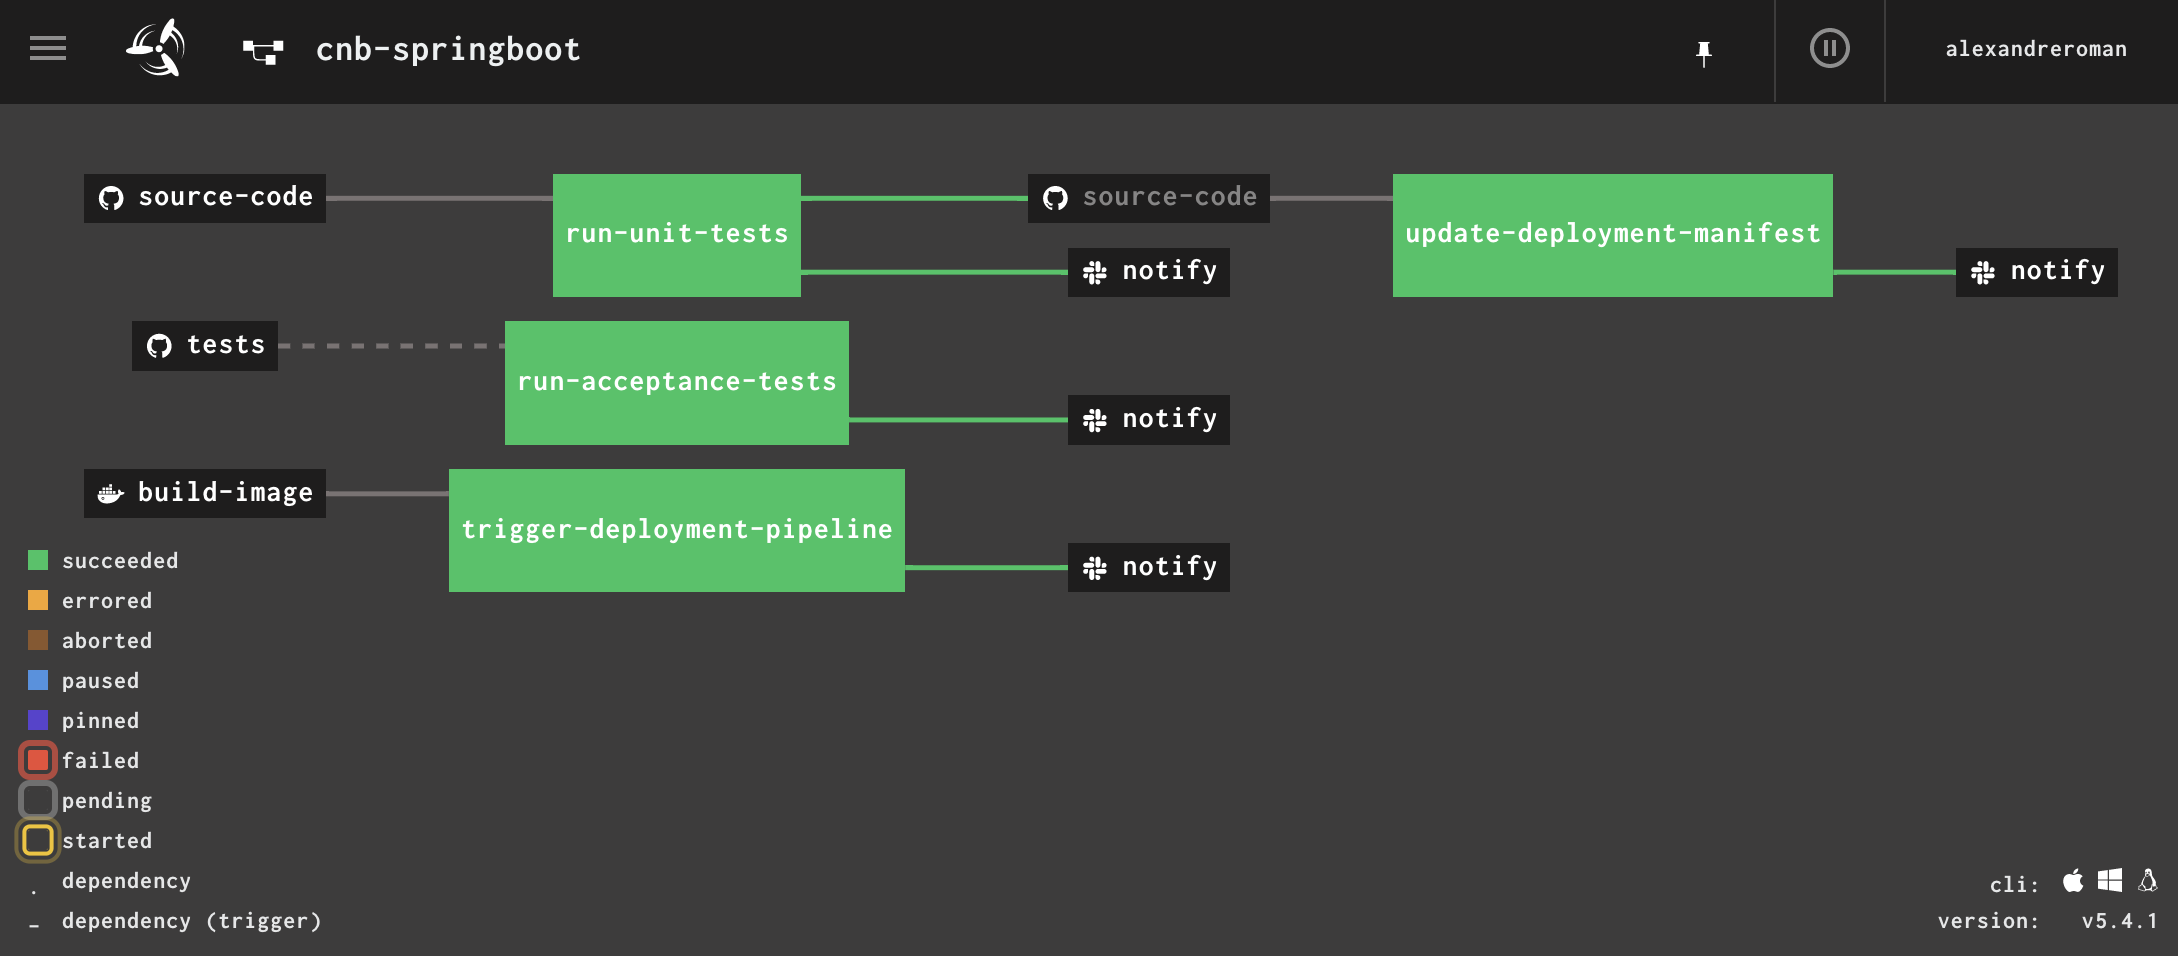 cnb-springboot
alexandreroman
source-code
run-unit-tests
source-code
notify
update-deployment-manifest
notify
tests
run-acceptance-tests
notify
build-image
trigger-deployment-pipeline
notify
succeeded
errored
aborted
paused
pinned
failed
pending
started
. dependency
- dependency (trigger)
cli:
version: v5.4.1